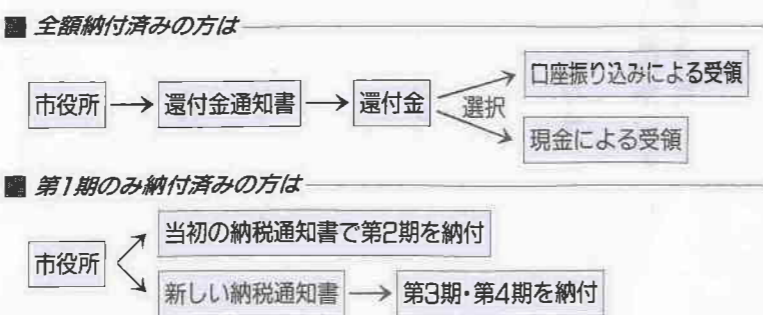 ■ 全額納付済みの方は
市役所 → 還付金通知書 → 還付金 選択 口座振り込みによる受領
現金による受領
■ 第1期のみ納付済みの方は
市役所 当初の納税通知書で第2期を納付
新しい納税通知書 → 第3期・第4期を納付